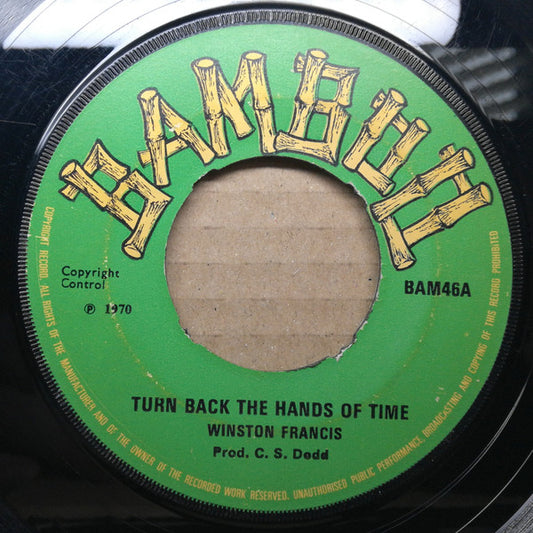 BAMBOO
Copyright
Control
℗ 1970
BAM46A
TURN BACK THE HANDS OF TIME
WINSTON FRANCIS
Prod. C. S. Dodd
COPYRIGHT RECORD. ALL RIGHTS OF THE MANUFACTURER AND OF THE OWNER OF THE RECORDED WORK RESERVED. UNAUTHORISED PUBLIC PERFORMANCE, BROADCASTING AND COPYING OF THIS RECORD PROHIBITED